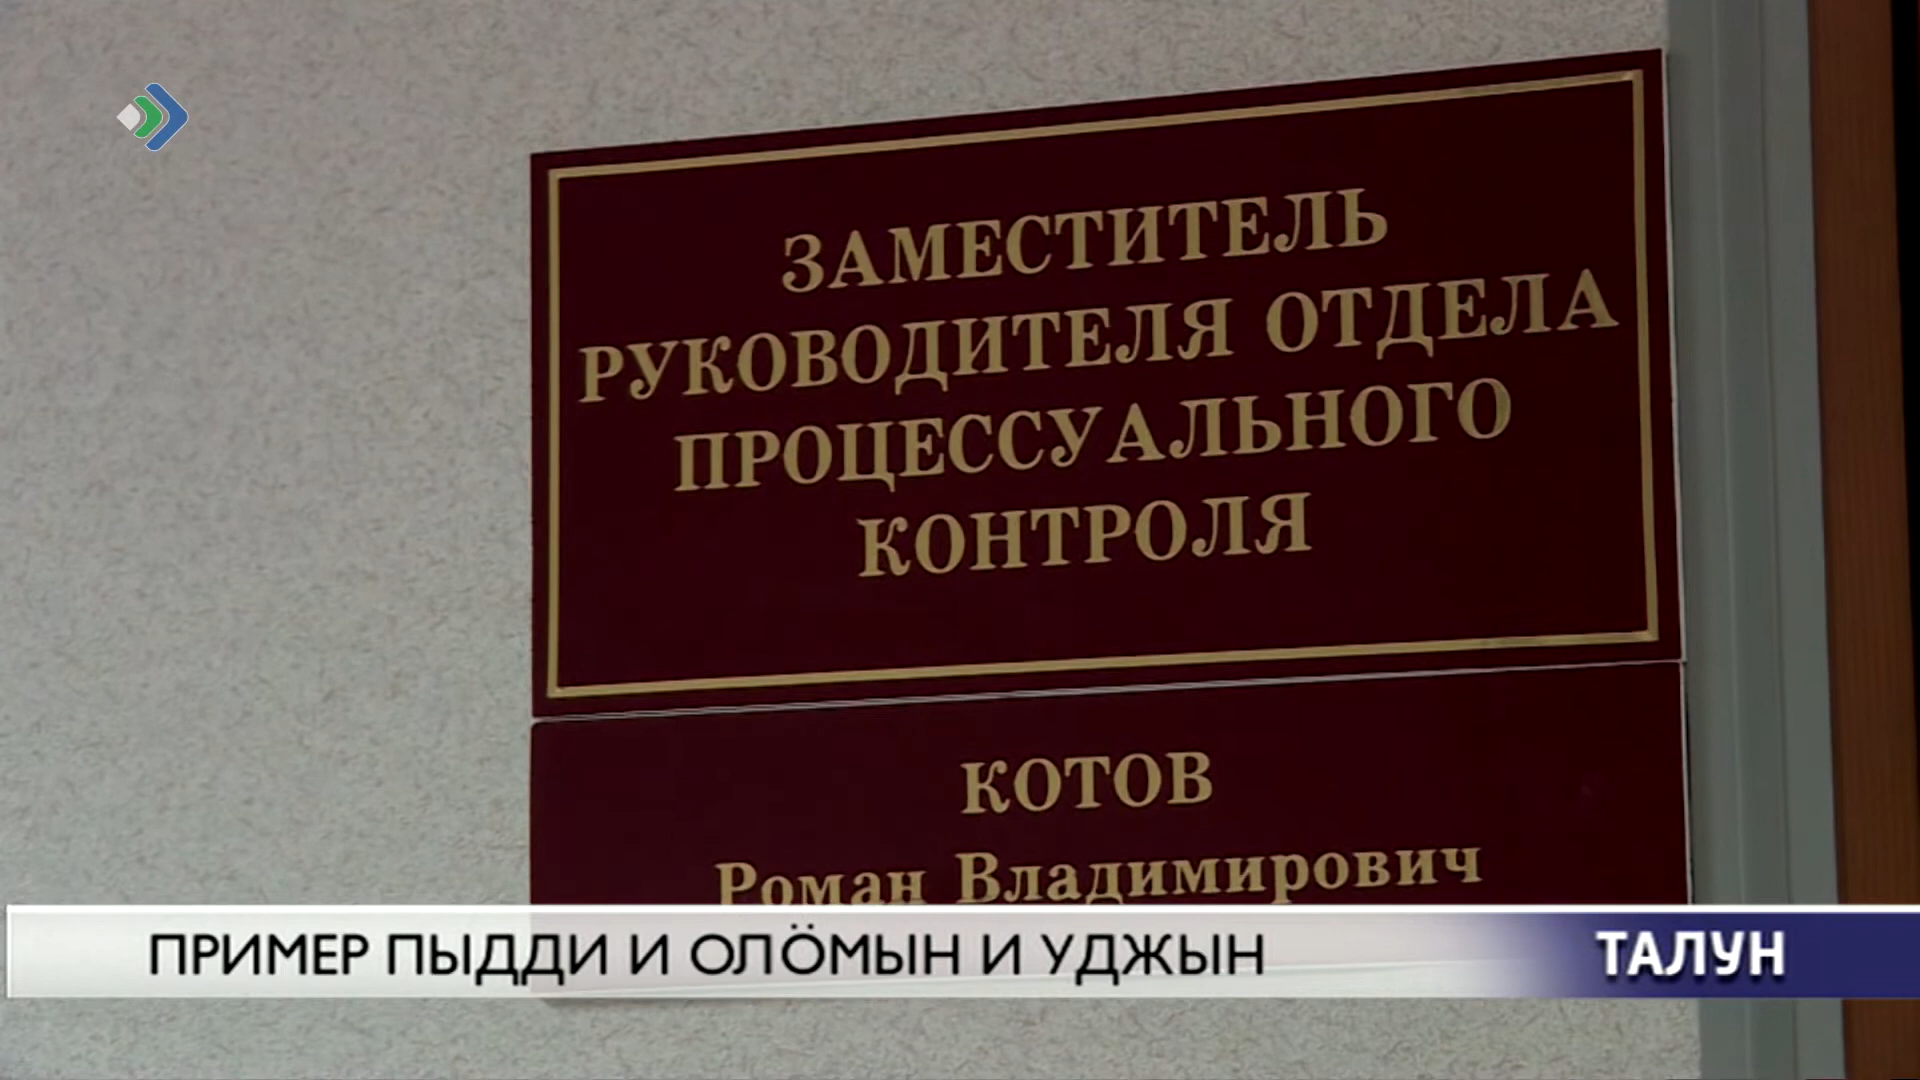 ЗАМЕСТИТЕЛЬ
РУКОВОДИТЕЛЯ ОТДЕЛА
ПРОЦЕССУАЛЬНОГО
КОНТРОЛЯ
КОТОВ
Роман Владимирович
ПРИМЕР ПЫДДИ И ОЛӦМЫН И УДЖЫН
ТАЛУН